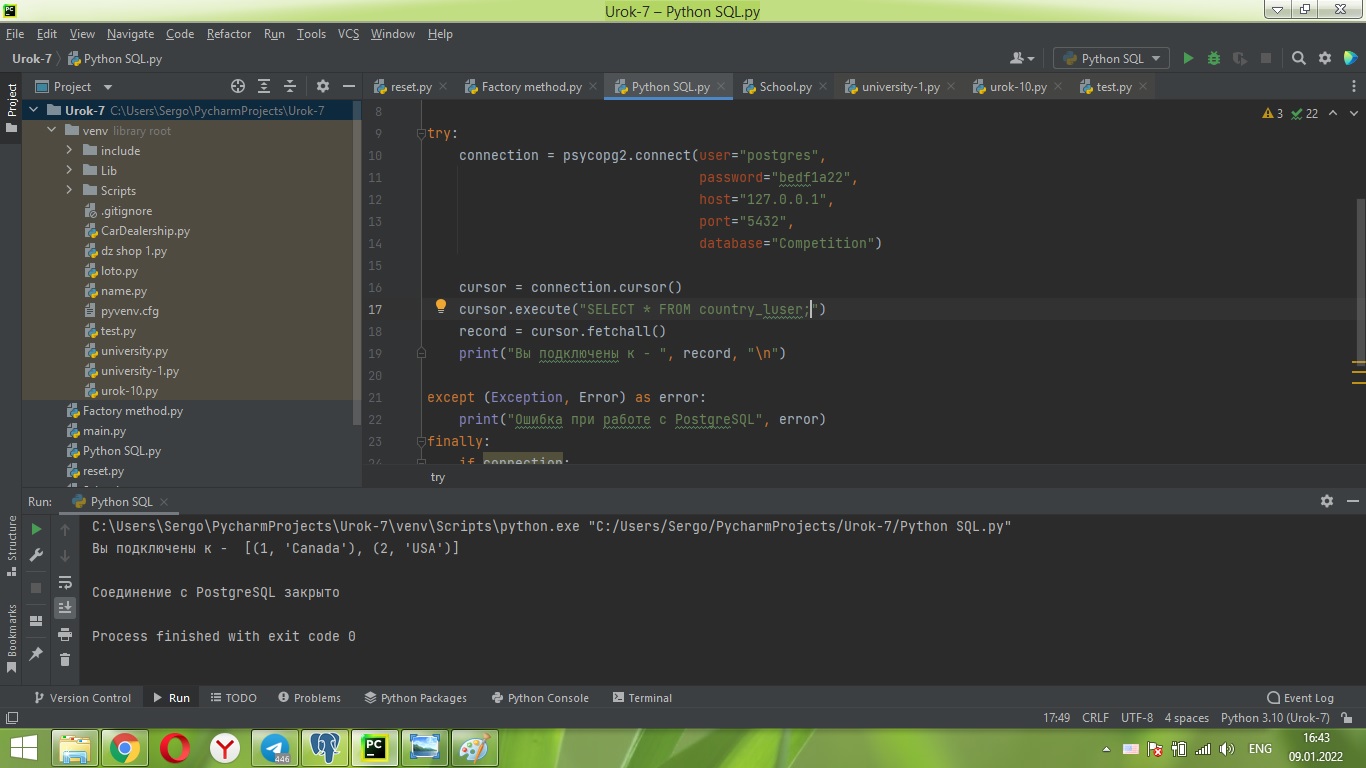 Urok-7 – Python SQL.py
File Edit View Navigate Code Refactor Run Tools VCS Window Help
Urok-7 Python SQL.py
Python SQL
Project
reset.py Factory method.py Python SQL.py School.py university-1.py urok-10.py test.py
Project
Urok-7 C:\Users\Sergo\PycharmProjects\Urok-7
venv library root
include
Lib
Scripts
.gitignore
CarDealership.py
dz shop 1.py
loto.py
name.py
pyvenv.cfg
test.py
university.py
university-1.py
urok-10.py
Factory method.py
main.py
Python SQL.py
reset.py
3 22
8
9 try:
10 connection = psycopg2.connect(user="postgres",
11 password="bedf1a22",
12 host="127.0.0.1",
13 port="5432",
14 database="Competition")
15
16 cursor = connection.cursor()
17 cursor.execute("SELECT * FROM country_luser;")
18 record = cursor.fetchall()
19 print("Вы подключены к - ", record, "\n")
20
21 except (Exception, Error) as error:
22 print("Ошибка при работе с PostgreSQL", error)
23 finally:
24 if connection:
try
Run: Python SQL
C:\Users\Sergo\PycharmProjects\Urok-7\venv\Scripts\python.exe "C:/Users/Sergo/PycharmProjects/Urok-7/Python SQL.py"
Вы подключены к -  [(1, 'Canada'), (2, 'USA')]
Соединение с PostgreSQL закрыто
Process finished with exit code 0
Structure
Bookmarks
Version Control Run TODO Problems Python Packages Python Console Terminal Event Log
17:49 CRLF UTF-8 4 spaces Python 3.10 (Urok-7)
446
PC
ENG
16:43
09.01.2022